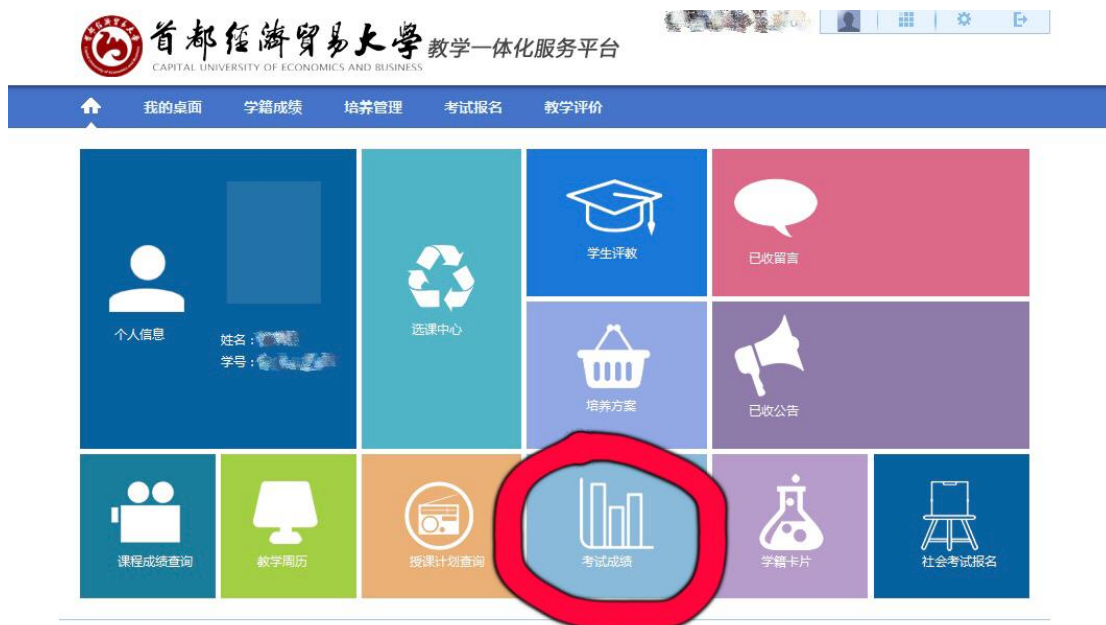 首都经济贸易大学 教学一体化服务平台
CAPITAL UNIVERSITY OF ECONOMICS AND BUSINESS
我的桌面 学籍成绩 培养管理 考试报名 教学评价
学生评教
已收留言
个人信息
姓名：
学号：
选课中心
培养方案
已收公告
课程成绩查询
教学周历
授课计划查询
考试成绩
学籍卡片
社会考试报名